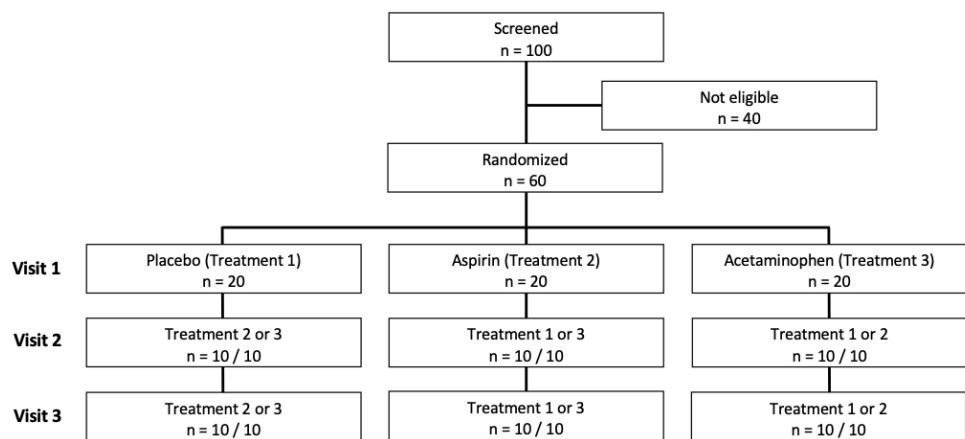 Screened
n = 100
Not eligible
n = 40
Randomized
n = 60
Visit 1
Placebo (Treatment 1)
n = 20
Aspirin (Treatment 2)
n = 20
Acetaminophen (Treatment 3)
n = 20
Visit 2
Treatment 2 or 3
n = 10 / 10
Treatment 1 or 3
n = 10 / 10
Treatment 1 or 2
n = 10 / 10
Visit 3
Treatment 2 or 3
n = 10 / 10
Treatment 1 or 3
n = 10 / 10
Treatment 1 or 2
n = 10 / 10